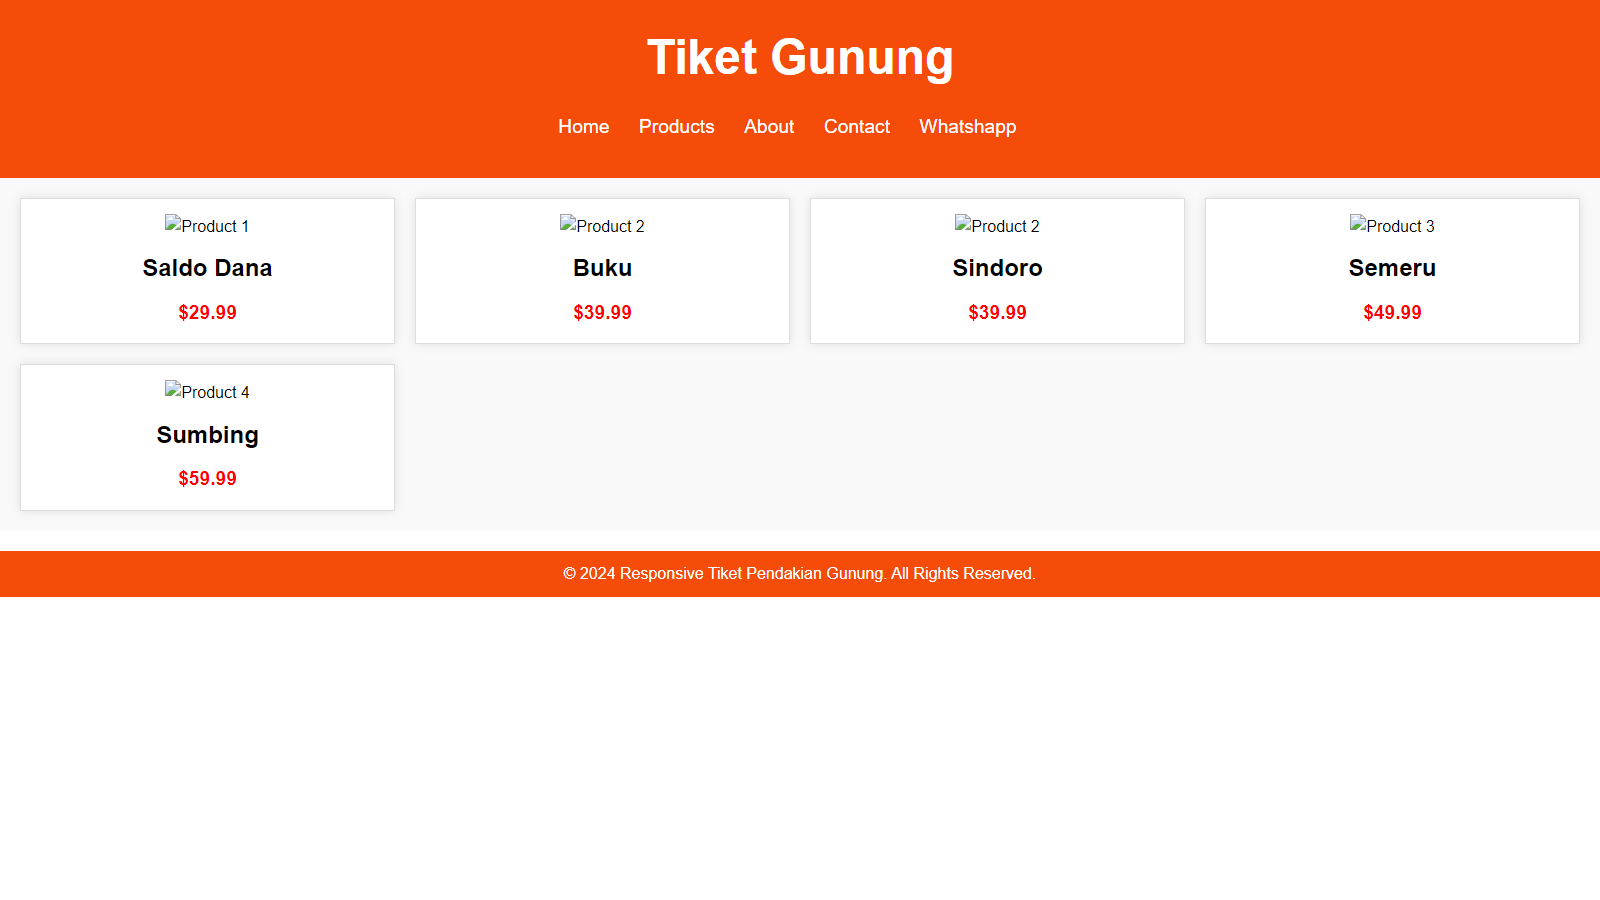 Tiket Gunung
Home Products About Contact Whatshapp
Product 1 Product 2 Product 2 Product 3
Saldo Dana Buku Sindoro Semeru
$29.99 $39.99 $39.99 $49.99
Product 4
Sumbing
$59.99
© 2024 Responsive Tiket Pendakian Gunung. All Rights Reserved.